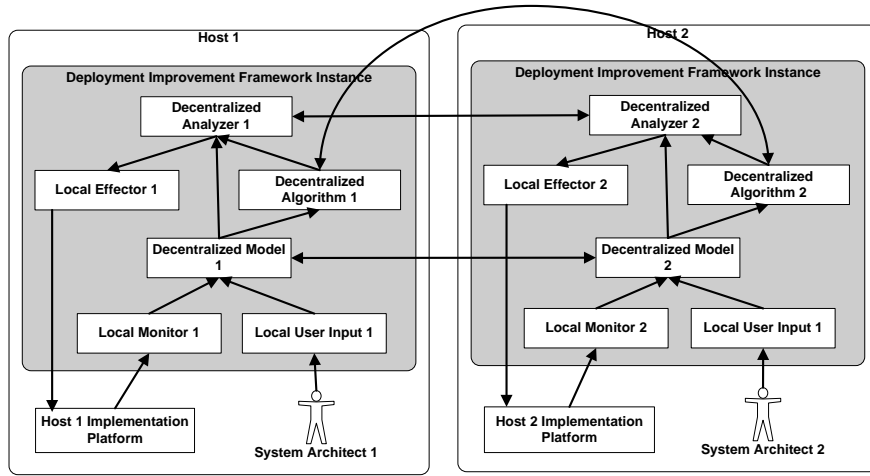 Host 1
Deployment Improvement Framework Instance
Decentralized
Analyzer 1
Local Effector 1
Decentralized
Algorithm 1
Decentralized Model
1
Local Monitor 1
Local User Input 1
Host 1 Implementation
Platform
System Architect 1
Host 2
Deployment Improvement Framework Instance
Decentralized
Analyzer 2
Local Effector 2
Decentralized
Algorithm 2
Decentralized Model
2
Local Monitor 2
Local User Input 1
Host 2 Implementation
Platform
System Architect 2